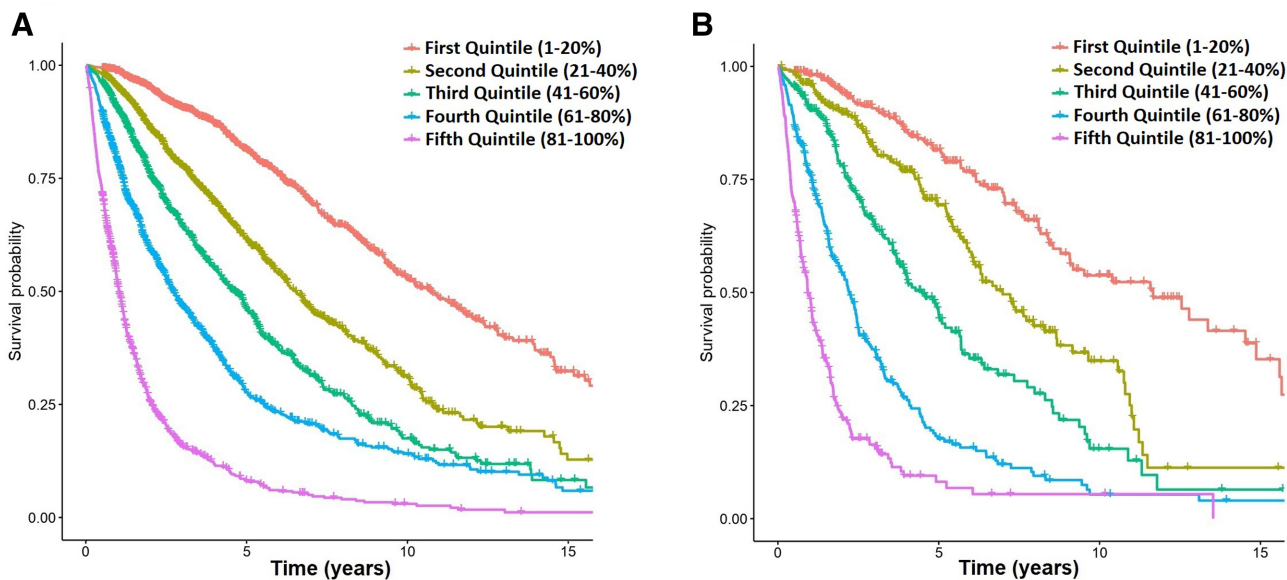 A
First Quintile (1-20%)
Second Quintile (21-40%)
Third Quintile (41-60%)
Fourth Quintile (61-80%)
Fifth Quintile (81-100%)
Survival probability
1.00
0.75
0.50
0.25
0.00
0 5 10 15
Time (years)
B
First Quintile (1-20%)
Second Quintile (21-40%)
Third Quintile (41-60%)
Fourth Quintile (61-80%)
Fifth Quintile (81-100%)
Survival probability
1.00
0.75
0.50
0.25
0.00
0 5 10 15
Time (years)